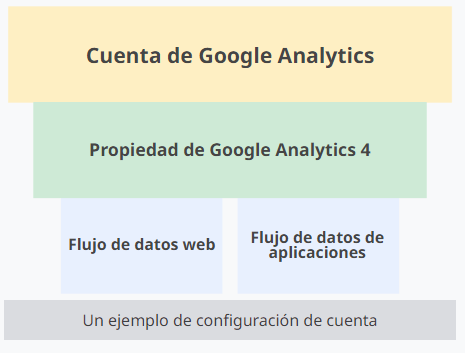 Cuenta de Google Analytics
Propiedad de Google Analytics 4
Flujo de datos web
Flujo de datos de
aplicaciones
Un ejemplo de configuración de cuenta